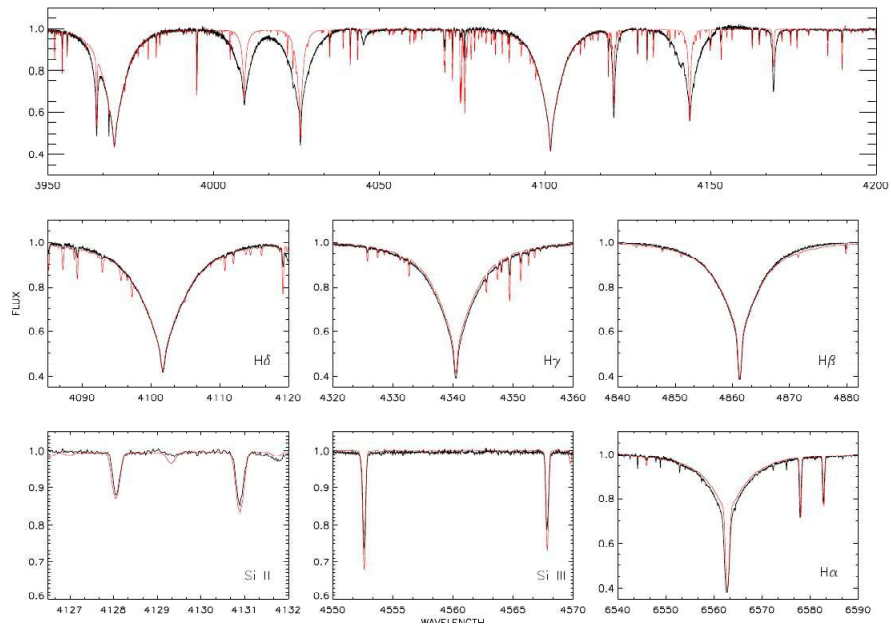 1.0
0.8
0.6
0.4
3950 4000 4050 4100 4150 4200
1.0
0.8
0.6
0.4
Hδ
4090 4100 4110 4120
1.0
0.8
0.6
0.4
Hγ
4320 4330 4340 4350 4360
1.0
0.8
0.6
0.4
Hβ
4840 4850 4860 4870 4880
FLUX
1.0
0.9
0.8
0.7
0.6
Si II
4127 4128 4129 4130 4131 4132
1.0
0.9
0.8
0.7
0.6
Si III
4550 4555 4560 4565 4570
1.0
0.8
0.6
0.4
Hα
6540 6550 6560 6570 6580 6590
WAVELENGTH